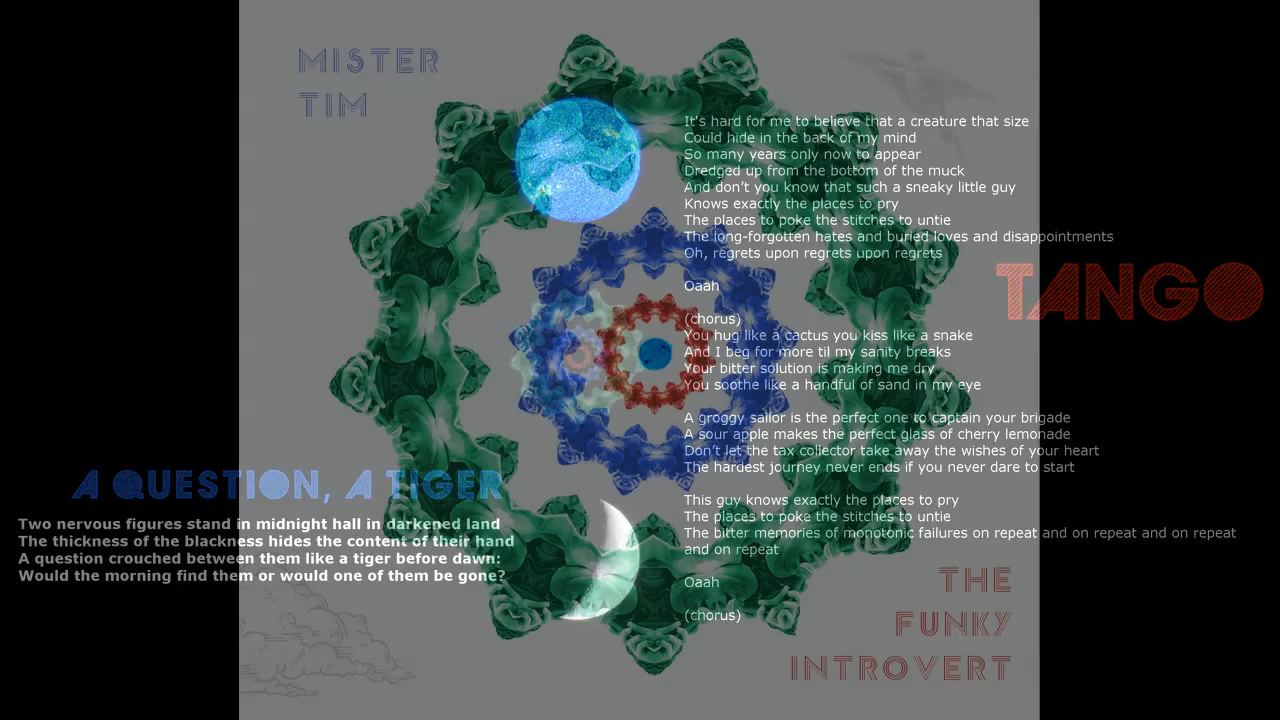 MISTER
TIM
It's hard for me to believe that a creature that size
Could hide in the back of my mind
So many years only now to appear
Dredged up from the bottom of the muck
And don't you know that such a sneaky little guy
Knows exactly the places to pry
The places to poke the stitches to untie
The long-forgotten hates and buried loves and disappointments
Oh, regrets upon regrets upon regrets
Oaah
(chorus)
You hug like a cactus you kiss like a snake
And I beg for more til my sanity breaks
Your bitter solution is making me dry
You soothe like a handful of sand in my eye
A groggy sailor is the perfect one to captain your brigade
A sour apple makes the perfect glass of cherry lemonade
Don't let the tax collector take away the wishes of your heart
The hardest journey never ends if you never dare to start
This guy knows exactly the places to pry
The places to poke the stitches to untie
The bitter memories of monotonic failures on repeat and on repeat and on repeat
and on repeat
Oaah
(chorus)
TANGO
A QUESTION, A TIGER
Two nervous figures stand in midnight hall in darkened land
The thickness of the blackness hides the content of their hand
A question crouched between them like a tiger before dawn:
Would the morning find them or would one of them be gone?
THE
FUNKY
INTROVERT